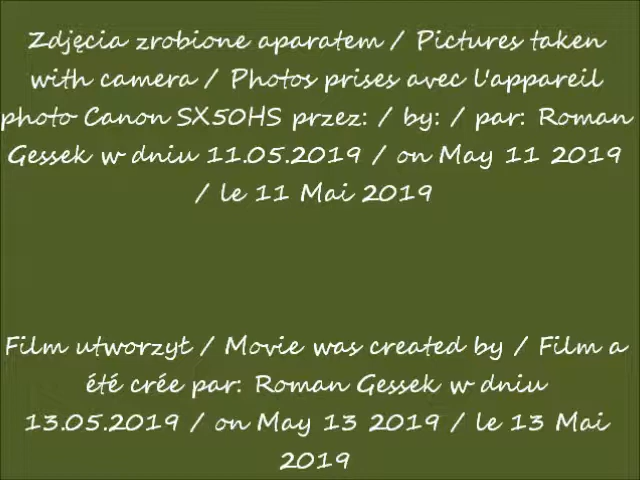 Zdjęcia zrobione aparatem / Pictures taken
with camera / Photos prises avec l'appareil
photo Canon SX50HS przez: / by: / par: Roman
Gessek w dniu 11.05.2019 / on May 11 2019
/ le 11 Mai 2019
Film utworzył / Movie was created by / Film a
été crée par: Roman Gessek w dniu
13.05.2019 / on May 13 2019 / le 13 Mai
2019